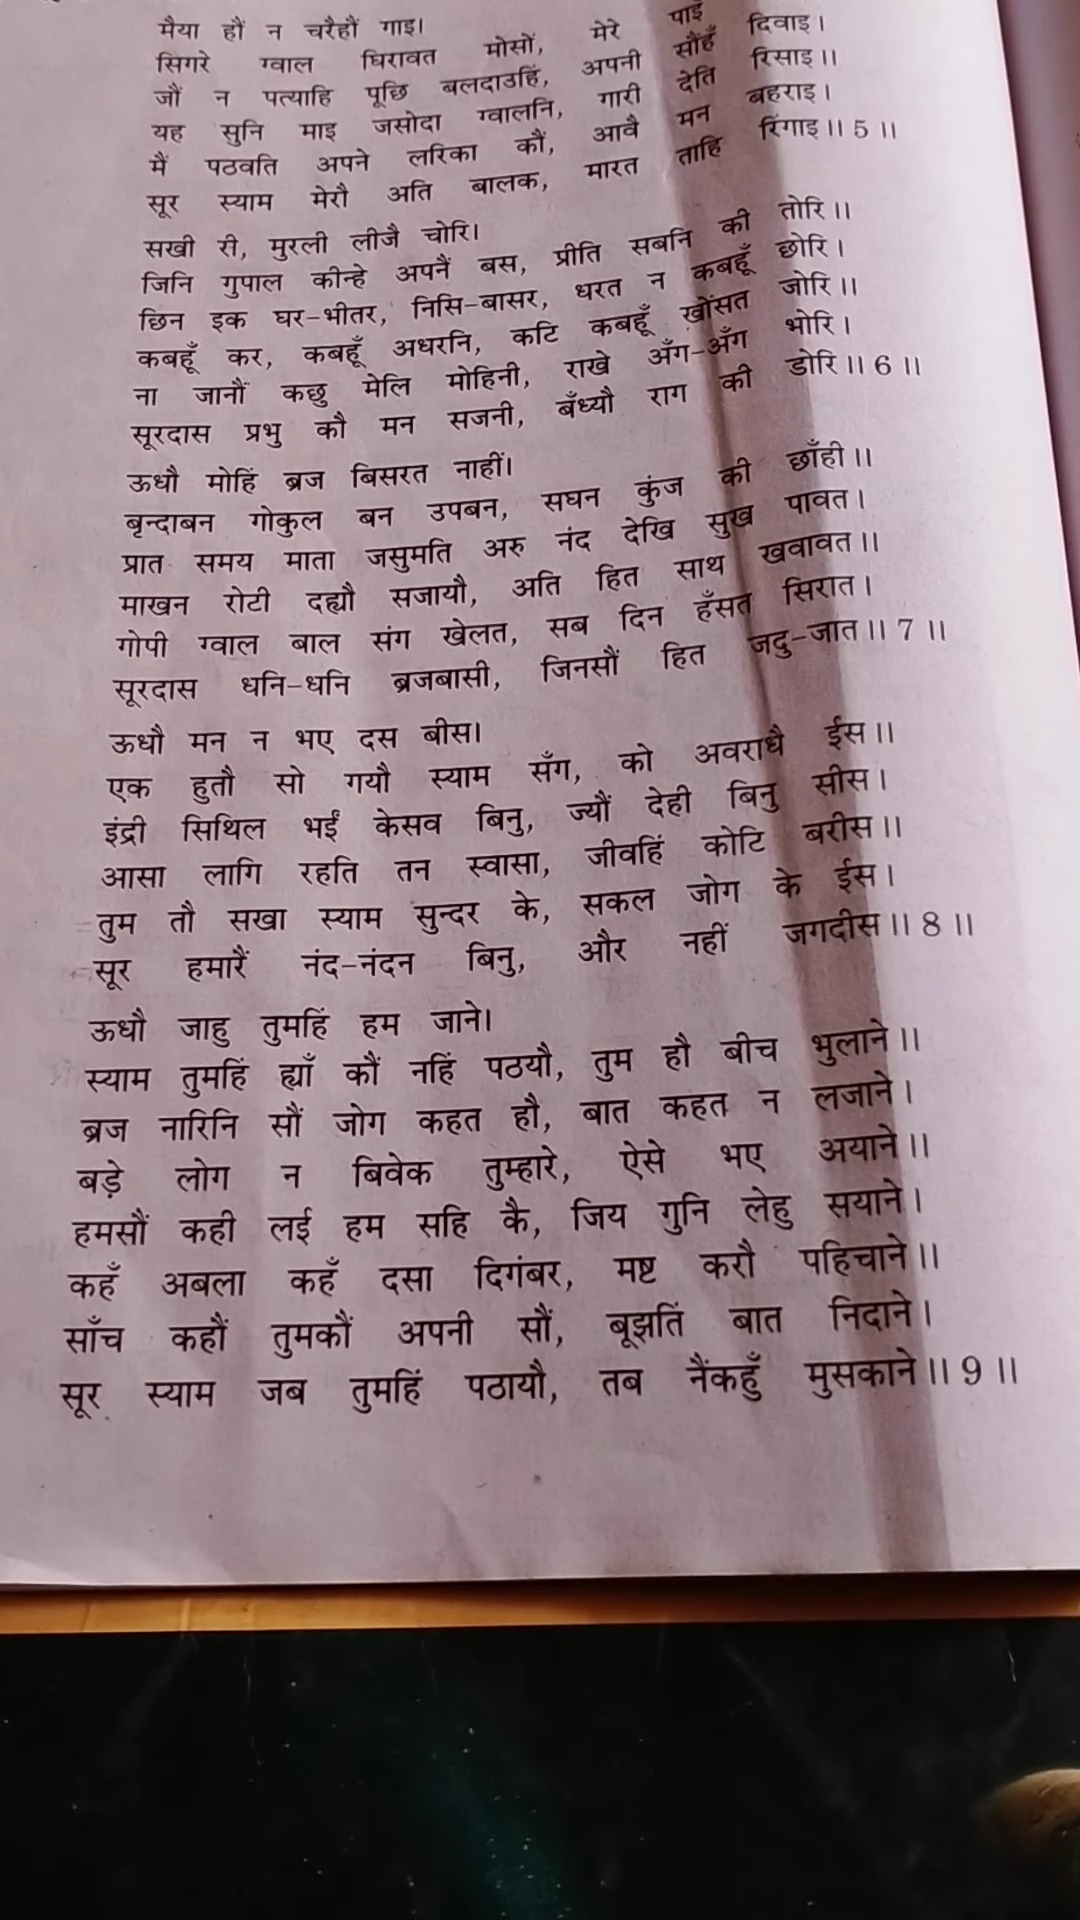 मैया हौं न चरैहौं गाइ।
सिगरे ग्वाल घिरावत मोसों, मेरे पाइँ
जौं न पत्याहि पूछि बलदाउहिं, अपनी सौंहँ दिवाइ।
यह सुनि माइ जसोदा ग्वालनि, गारी देति रिसाइ।।
मैं पठवति अपने लरिका कौं, आवै मन बहराइ।
सूर स्याम मेरौ अति बालक, मारत ताहि रिंगाइ।। 5 ।।
सखी री, मुरली लीजै चोरि।
जिनि गुपाल कीन्हे अपनैं बस, प्रीति सबनि की तोरि।।
छिन इक घर-भीतर, निसि-बासर, धरत न कबहूँ छोरि।
कबहूँ कर, कबहूँ अधरनि, कटि कबहूँ खोंसत जोरि।।
ना जानौं कछु मेलि मोहिनी, राखे अँग-अँग भोरि।
सूरदास प्रभु कौ मन सजनी, बँध्यौ राग की डोरि।। 6 ।।
ऊधौ मोहिं ब्रज बिसरत नाहीं।
बृन्दाबन गोकुल बन उपबन, सघन कुंज की छाँही।।
प्रात समय माता जसुमति अरु नंद देखि सुख पावत।
माखन रोटी दह्यौ सजायौ, अति हित साथ खवावत।।
गोपी ग्वाल बाल संग खेलत, सब दिन हँसत सिरात।
सूरदास धनि-धनि ब्रजबासी, जिनसौं हित जदु-जात।। 7 ।।
ऊधौ मन न भए दस बीस।
एक हुतौ सो गयौ स्याम सँग, को अवराधै ईस।।
इंद्री सिथिल भईं केसव बिनु, ज्यौं देही बिनु सीस।
आसा लागि रहति तन स्वासा, जीवहिं कोटि बरीस।।
तुम तौ सखा स्याम सुन्दर के, सकल जोग के ईस।
सूर हमारैं नंद-नंदन बिनु, और नहीं जगदीस।। 8 ।।
ऊधौ जाहु तुमहिं हम जाने।
स्याम तुमहिं ह्याँ कौं नहिं पठयौ, तुम हौ बीच भुलाने।।
ब्रज नारिनि सौं जोग कहत हौ, बात कहत न लजाने।
बड़े लोग न बिवेक तुम्हारे, ऐसे भए अयाने।।
हमसौं कही लई हम सहि कै, जिय गुनि लेहु सयाने।
कहँ अबला कहँ दसा दिगंबर, मष्ट करौ पहिचाने।।
साँच कहौं तुमकौं अपनी सौं, बूझतिं बात निदाने।
सूर स्याम जब तुमहिं पठायौ, तब नैंकहुँ मुसकाने।। 9 ।।